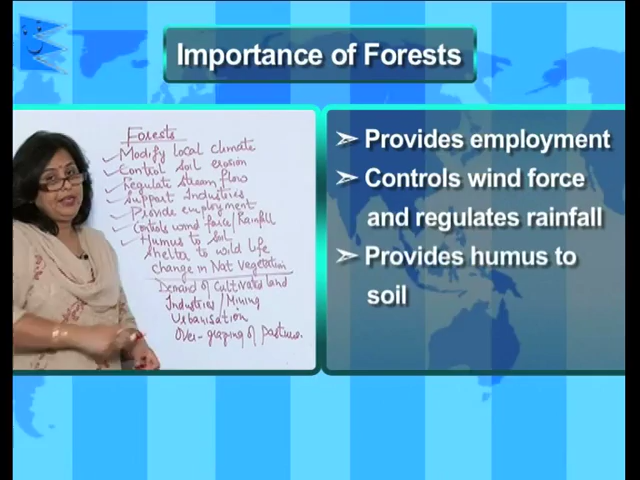 Importance of Forests
Forests
Modify local climate
Control soil erosion
Regulate stream flow
Support Industries
Provide employment
Controls wind force/Rainfall
Humus to soil
Shelta to wild life
change in Nat vegetation
Demand of Cultivated land
Industries/Mining
Urbanisation
Over-grazing of Pastures
➢ Provides employment
➢ Controls wind force
and regulates rainfall
➢ Provides humus to
soil